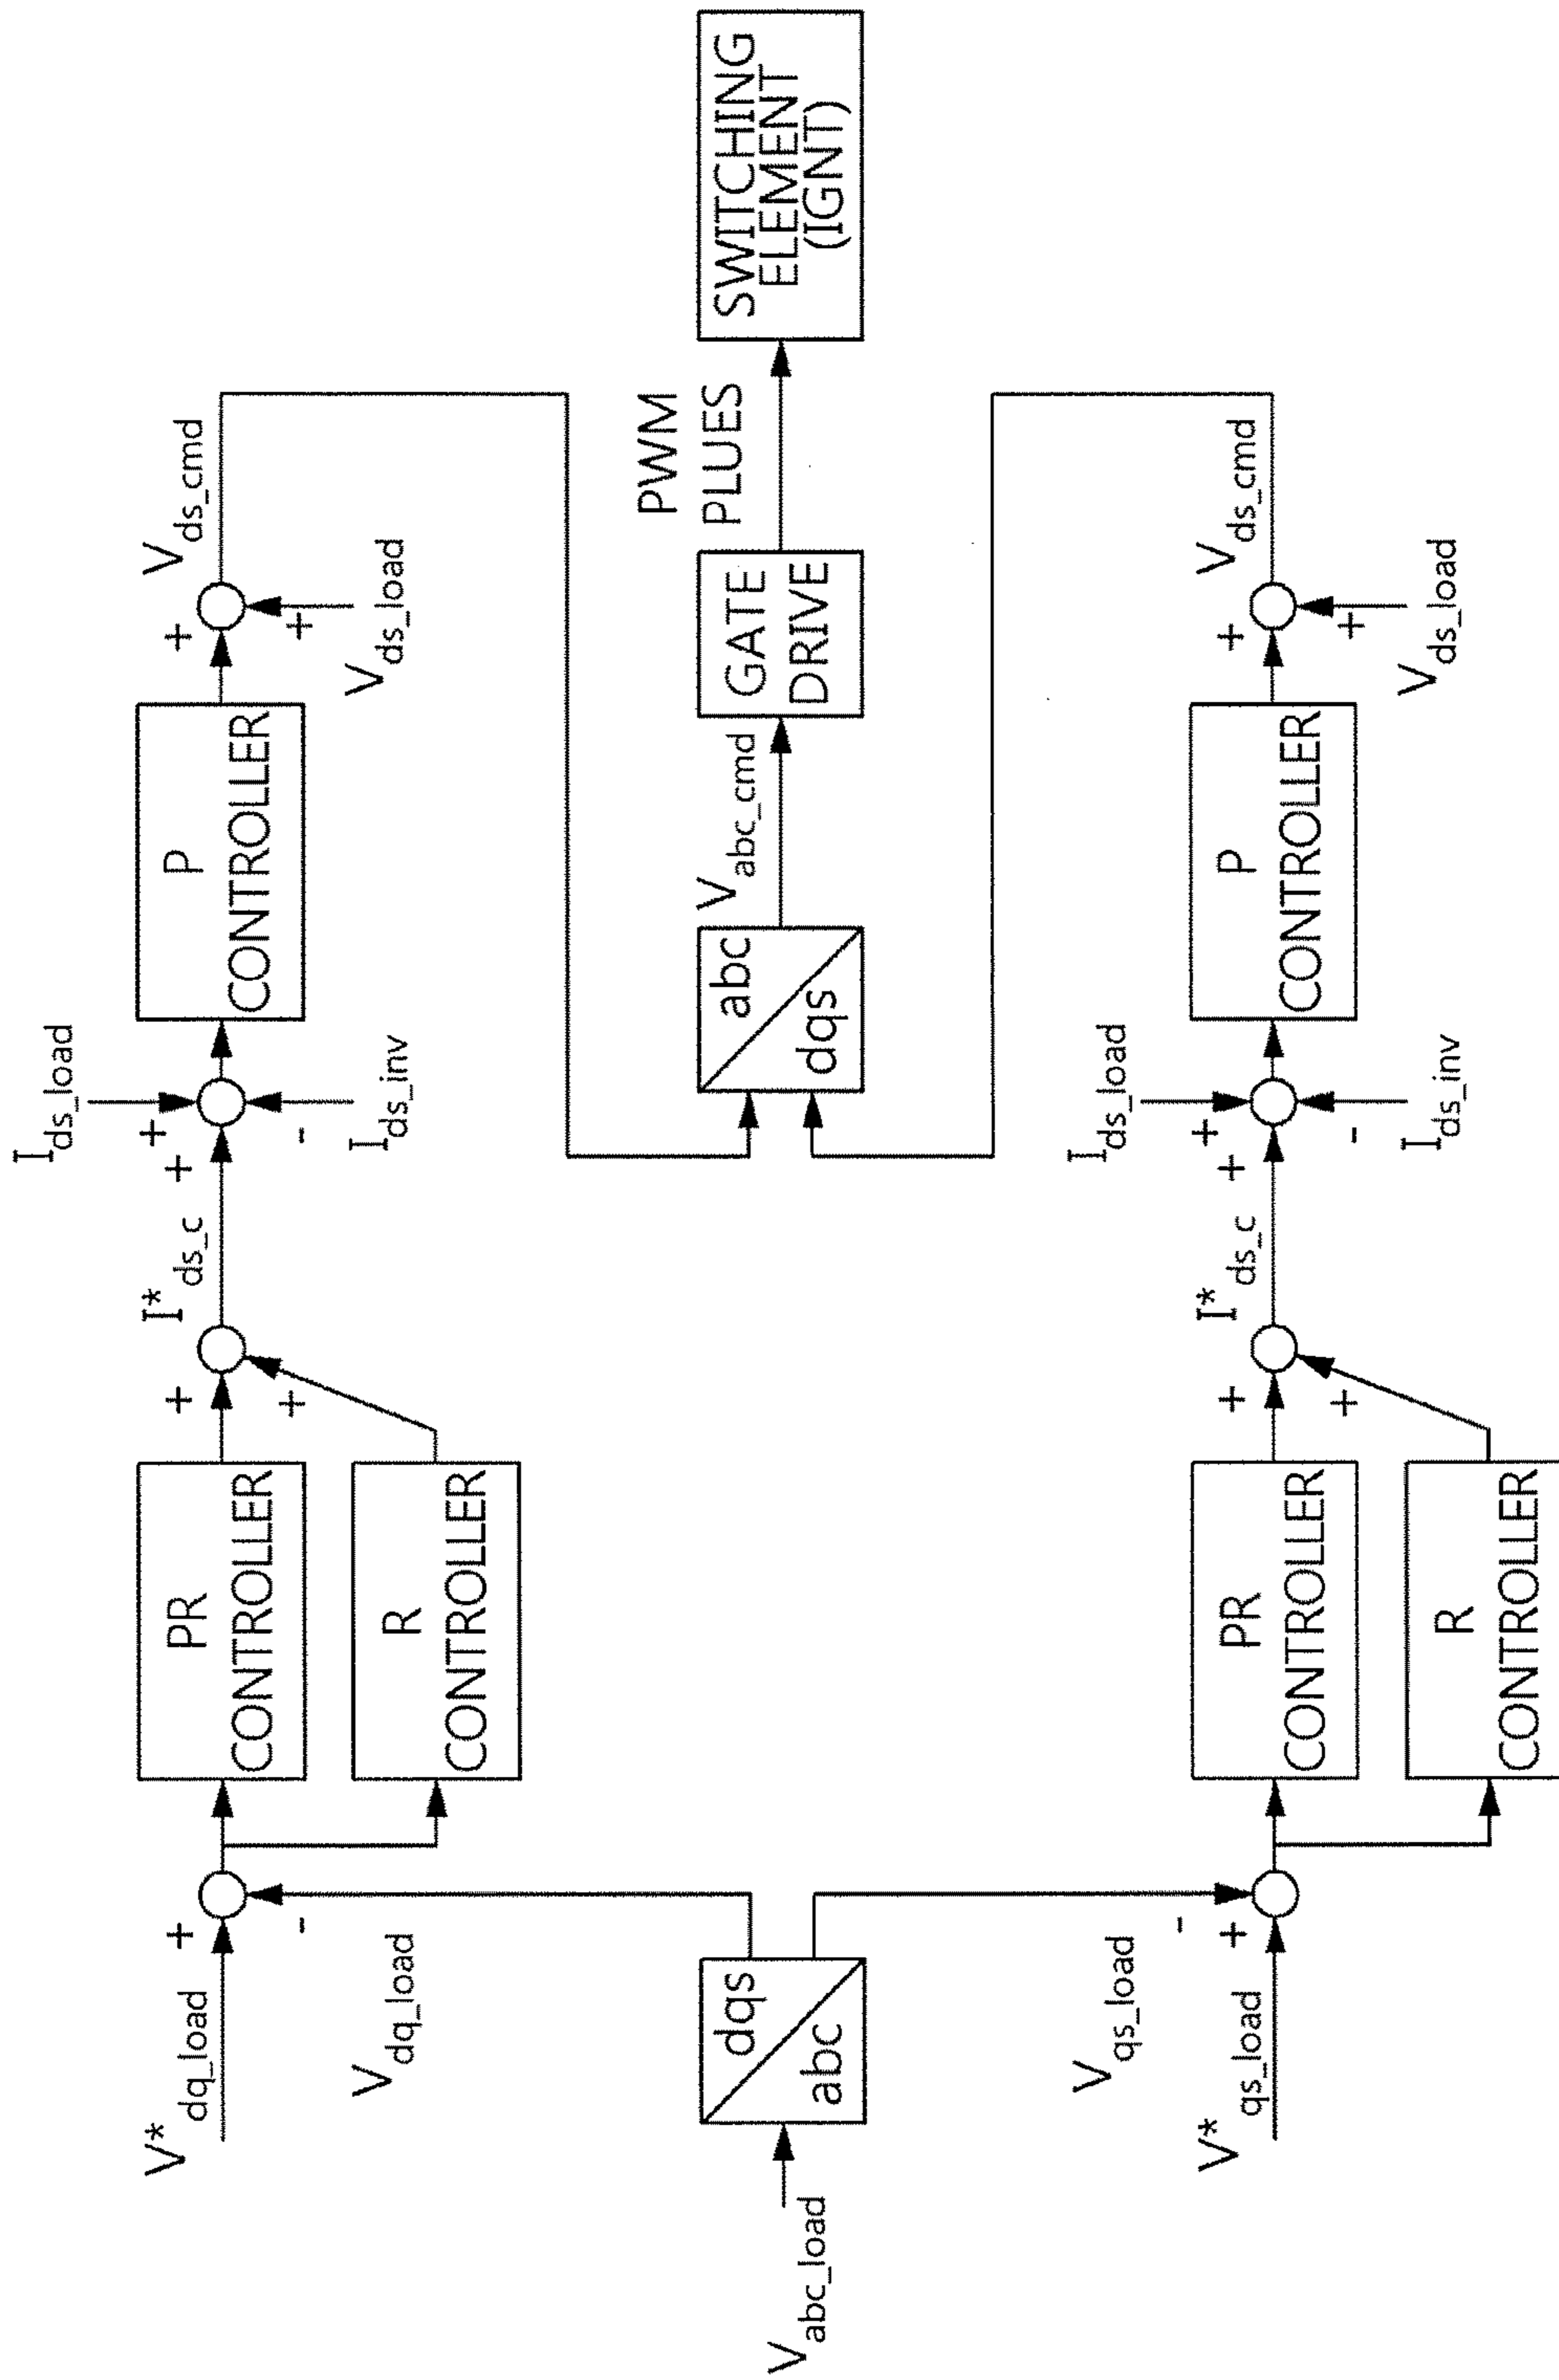 V*dq_load
+
-
Vdq_load
PR
CONTROLLER
R
CONTROLLER
+
+
I*ds_c
Ids_load
+
+
-
Ids_inv
P
CONTROLLER
+
+
Vds_load
Vds_cmd
Vabc_load
dqs
abc
abc
dqs
Vabc_cmd
GATE
DRIVE
PWM
PLUES
SWITCHING
ELEMENT
(IGNT)
Vqs_load
-
+
V*qs_load
PR
CONTROLLER
R
CONTROLLER
+
+
I*ds_c
Ids_load
+
+
-
Ids_inv
P
CONTROLLER
+
+
Vds_load
Vds_cmd